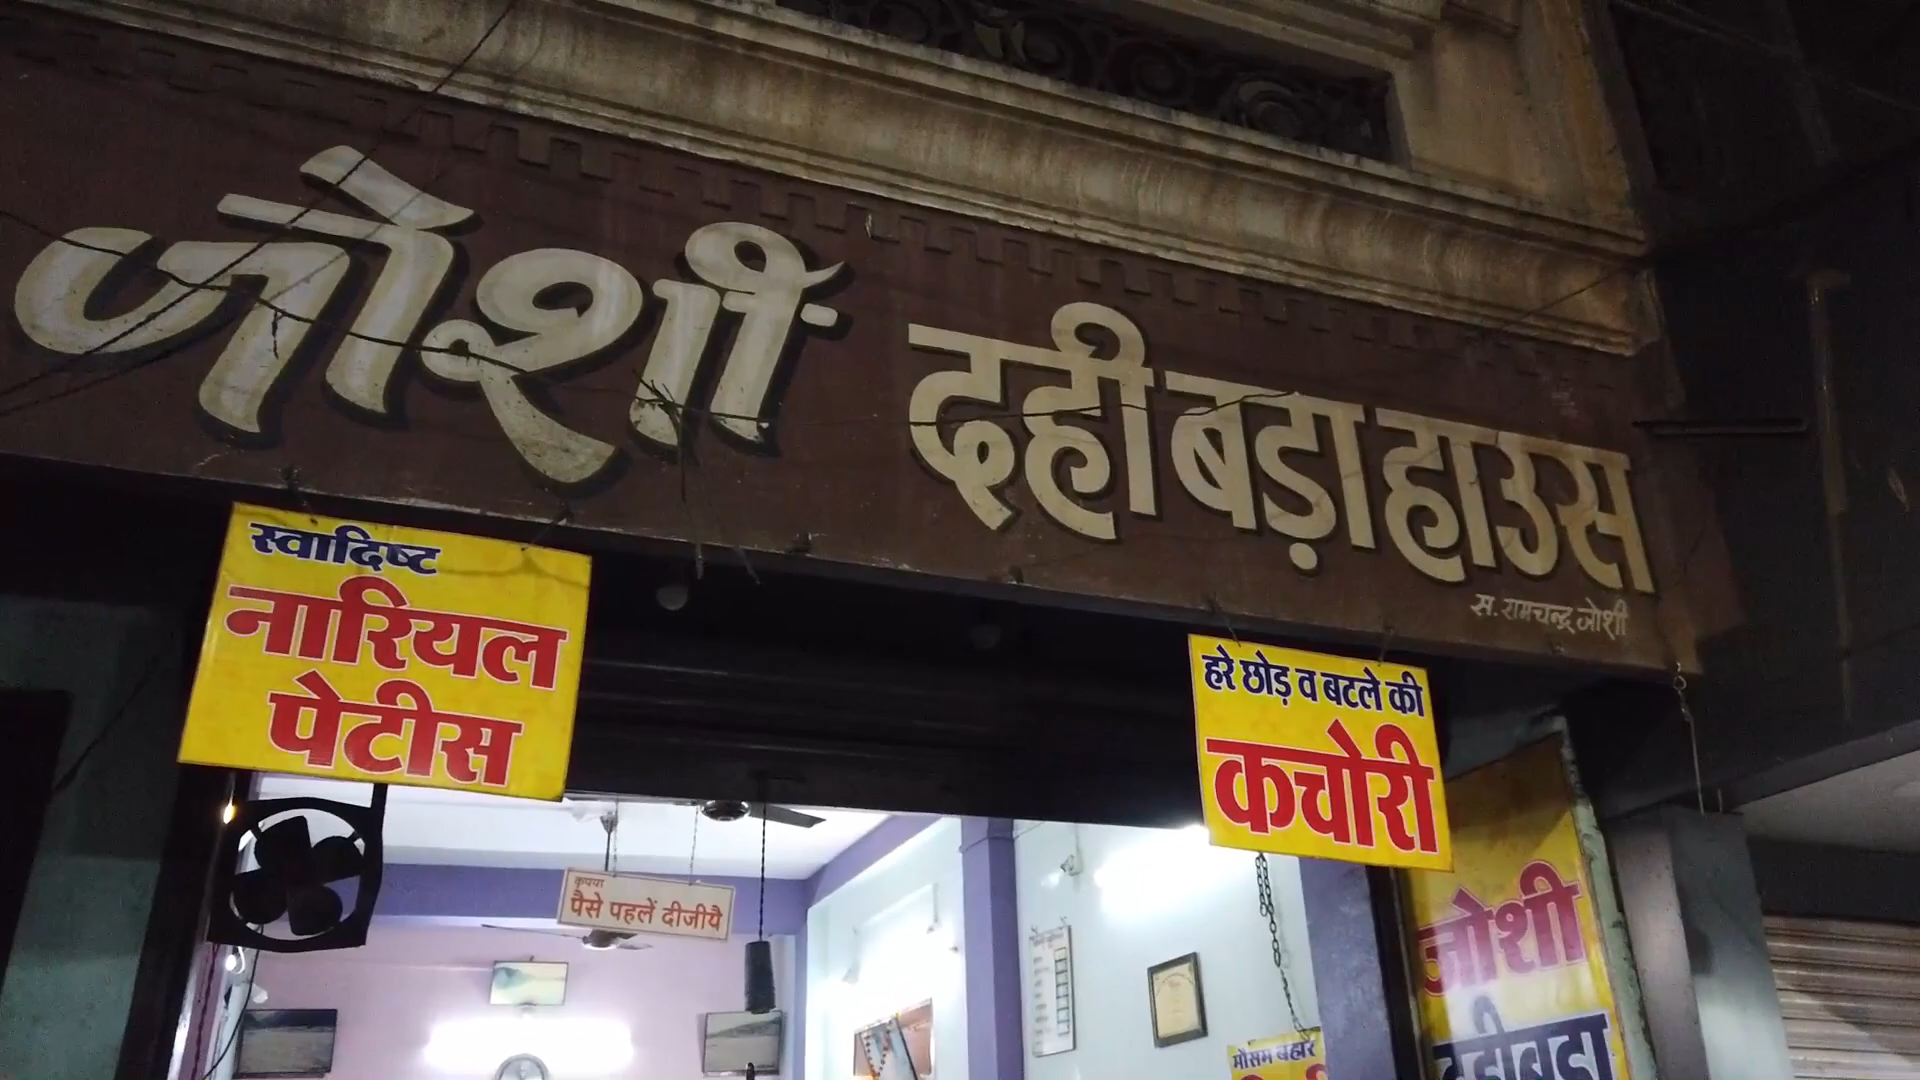 जोशी दही बड़ा हाउस
स. रामचन्द्र जोशी
स्वादिष्ट
नारियल
पेटीस
हरे छोड़ व बटले की
कचोरी
कृपया
पैसे पहलें दीजीयै
जोशी
दहीबड़ा
मौसम बहार